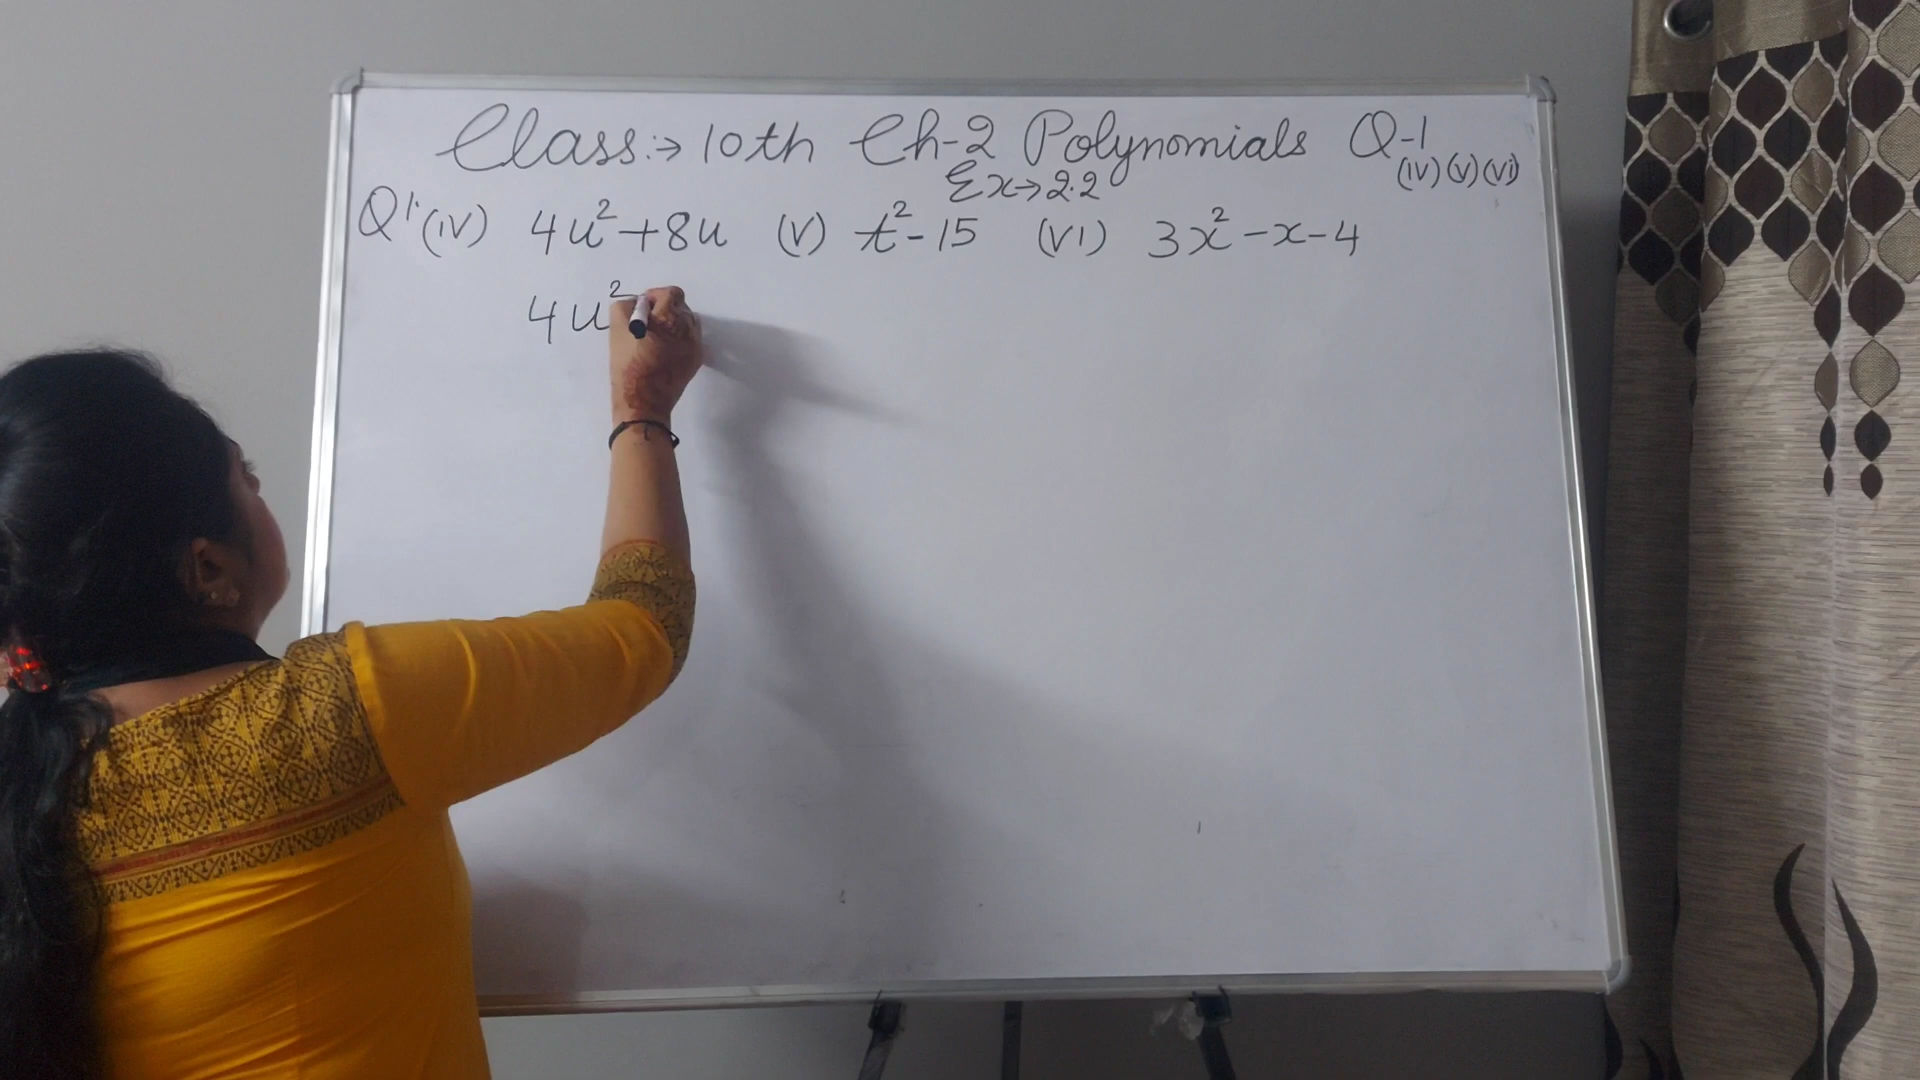 Class:→ 10th Ch-2 Polynomials Q-1
Ex→2.2 (iv)(v)(vi)
Q1.(iv) 4u²+8u (v) t²-15 (vi) 3x²-x-4
4u²